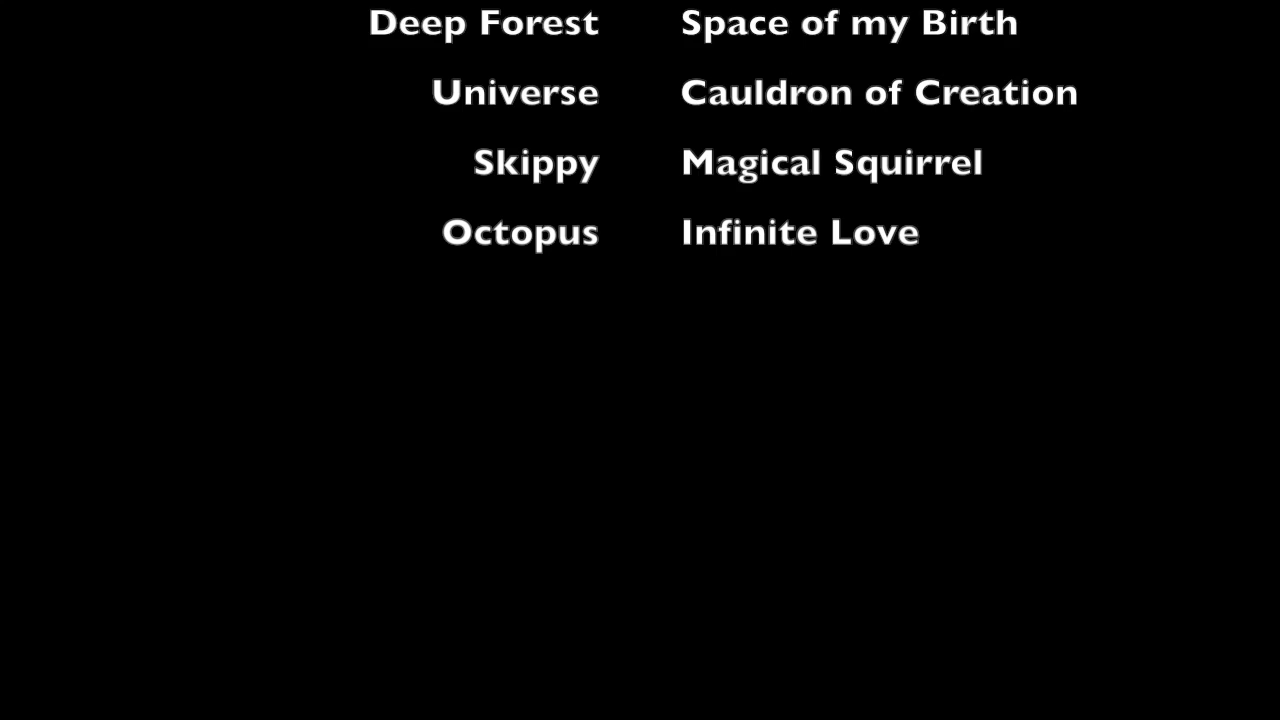 Deep Forest Space of my Birth
Universe Cauldron of Creation
Skippy Magical Squirrel
Octopus Infinite Love